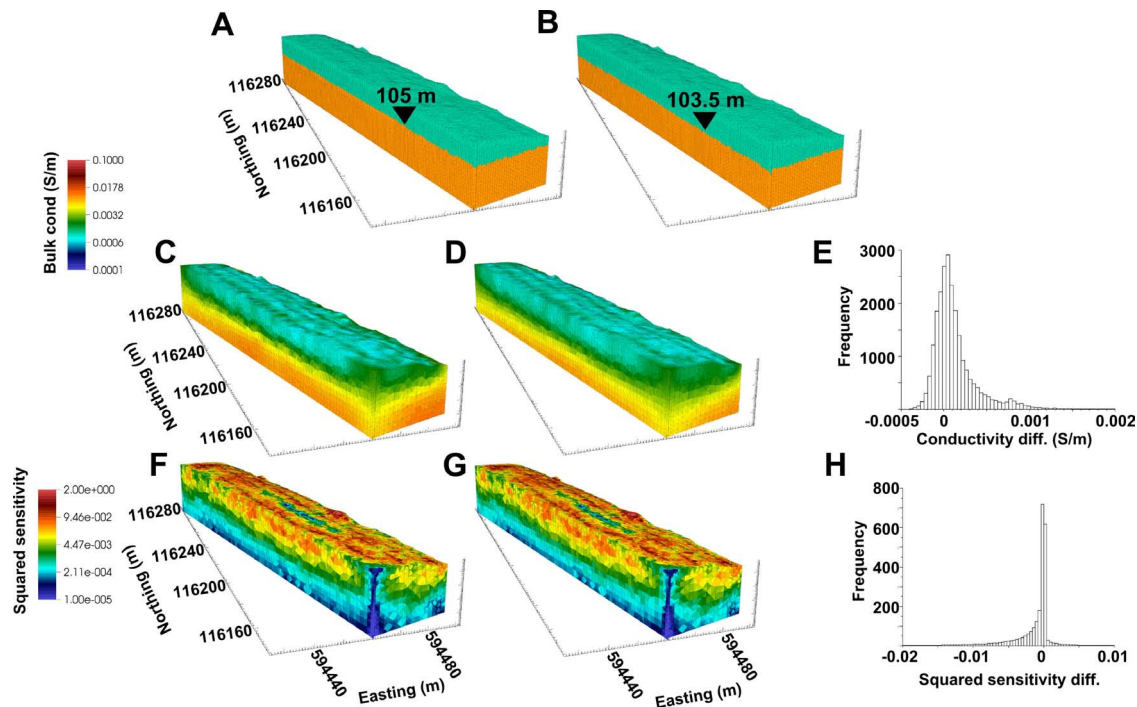 A
B
105 m
103.5 m
116280
116240
116200
116160
Northing (m)
Bulk cond (S/m)
0.1000
0.0178
0.0032
0.0006
0.0001
C
D
E
116280
116240
116200
116160
Northing (m)
3000
2000
1000
Frequency
-0.0005
0
0.001
0.002
Conductivity diff. (S/m)
F
G
H
Squared sensitivity
2.00e+000
9.46e-002
4.47e-003
2.11e-004
1.00e-005
116280
116240
116200
116160
Northing (m)
594440
594480
Easting (m)
594440
594480
800
600
400
200
Frequency
-0.02
-0.01
0
0.01
Squared sensitivity diff.